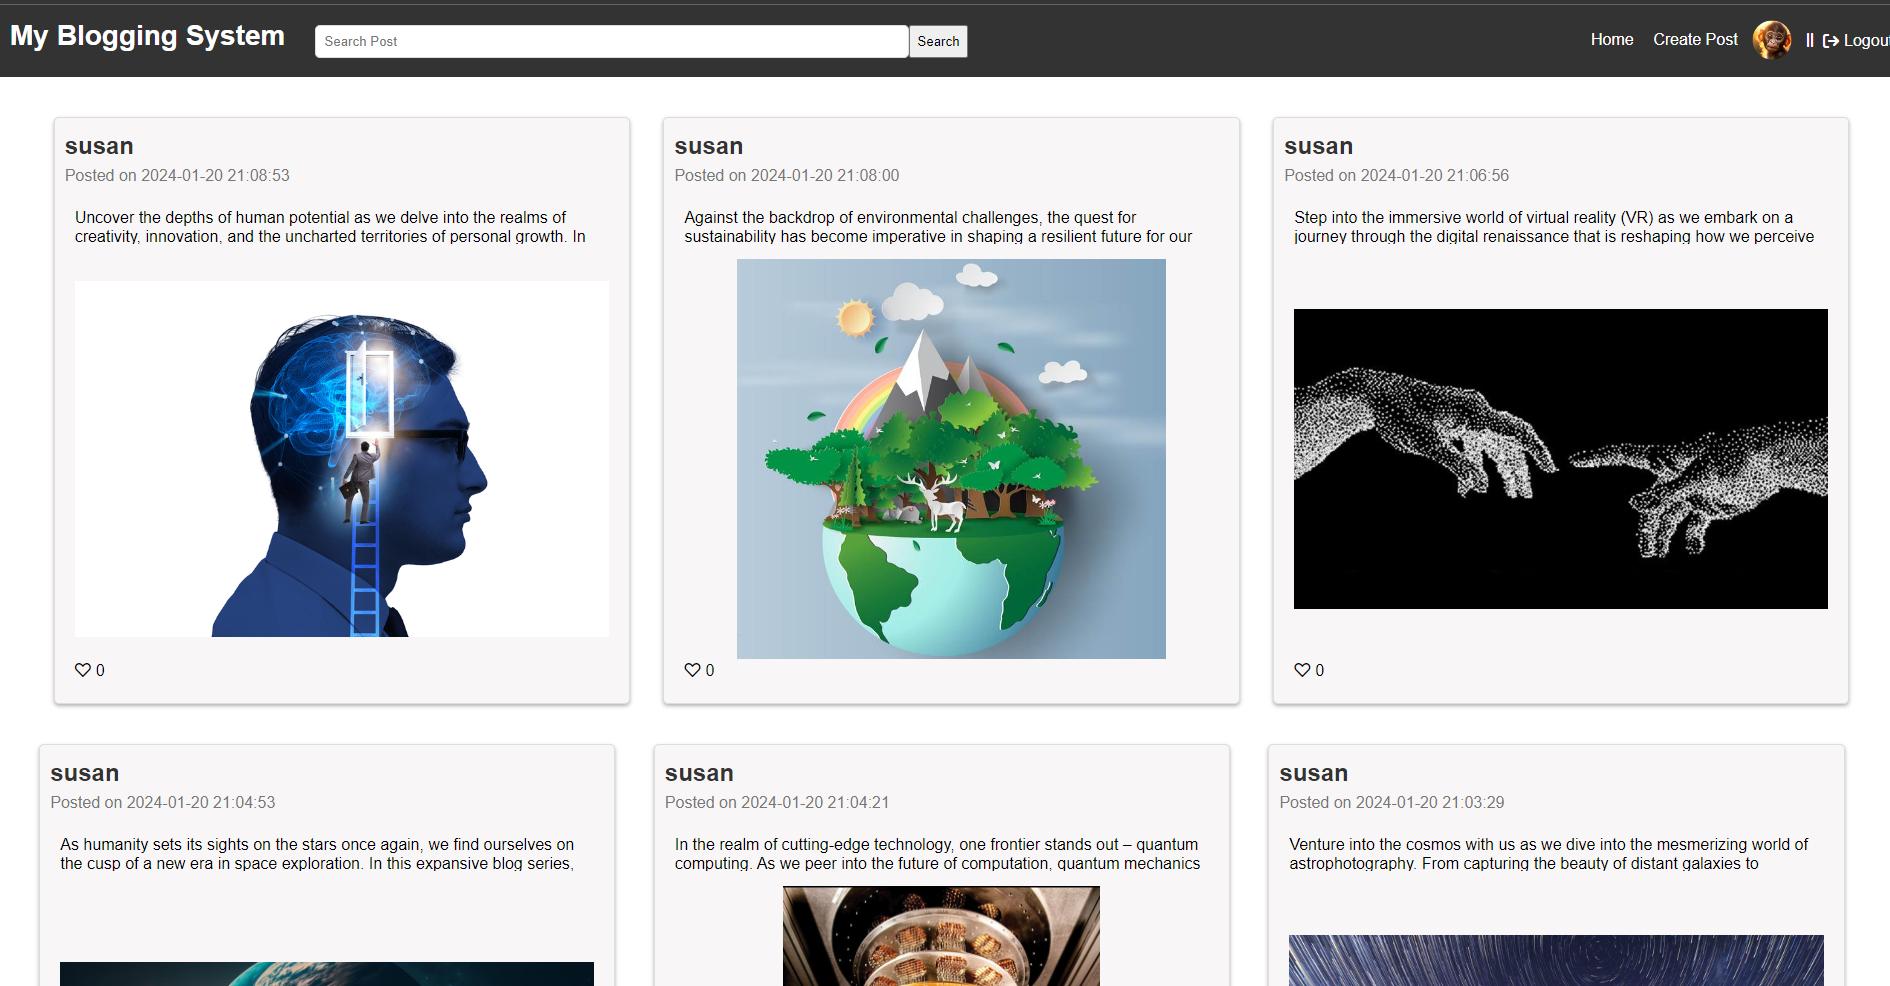 My Blogging System
Search Post
Search
Home
Create Post
||
Logout
susan
Posted on 2024-01-20 21:08:53
Uncover the depths of human potential as we delve into the realms of
creativity, innovation, and the uncharted territories of personal growth. In
0
susan
Posted on 2024-01-20 21:08:00
Against the backdrop of environmental challenges, the quest for
sustainability has become imperative in shaping a resilient future for our
0
susan
Posted on 2024-01-20 21:06:56
Step into the immersive world of virtual reality (VR) as we embark on a
journey through the digital renaissance that is reshaping how we perceive
0
susan
Posted on 2024-01-20 21:04:53
As humanity sets its sights on the stars once again, we find ourselves on
the cusp of a new era in space exploration. In this expansive blog series,
susan
Posted on 2024-01-20 21:04:21
In the realm of cutting-edge technology, one frontier stands out – quantum
computing. As we peer into the future of computation, quantum mechanics
susan
Posted on 2024-01-20 21:03:29
Venture into the cosmos with us as we dive into the mesmerizing world of
astrophotography. From capturing the beauty of distant galaxies to